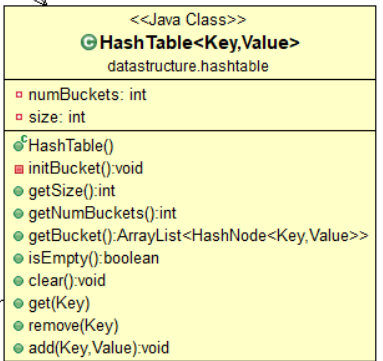 <<Java Class>>
HashTable<Key,Value>
datastructure.hashtable
numBuckets: int
size: int
HashTable()
initBucket():void
getSize():int
getNumBuckets():int
getBucket():ArrayList<HashNode<Key,Value>>
isEmpty():boolean
clear():void
get(Key)
remove(Key)
add(Key,Value):void